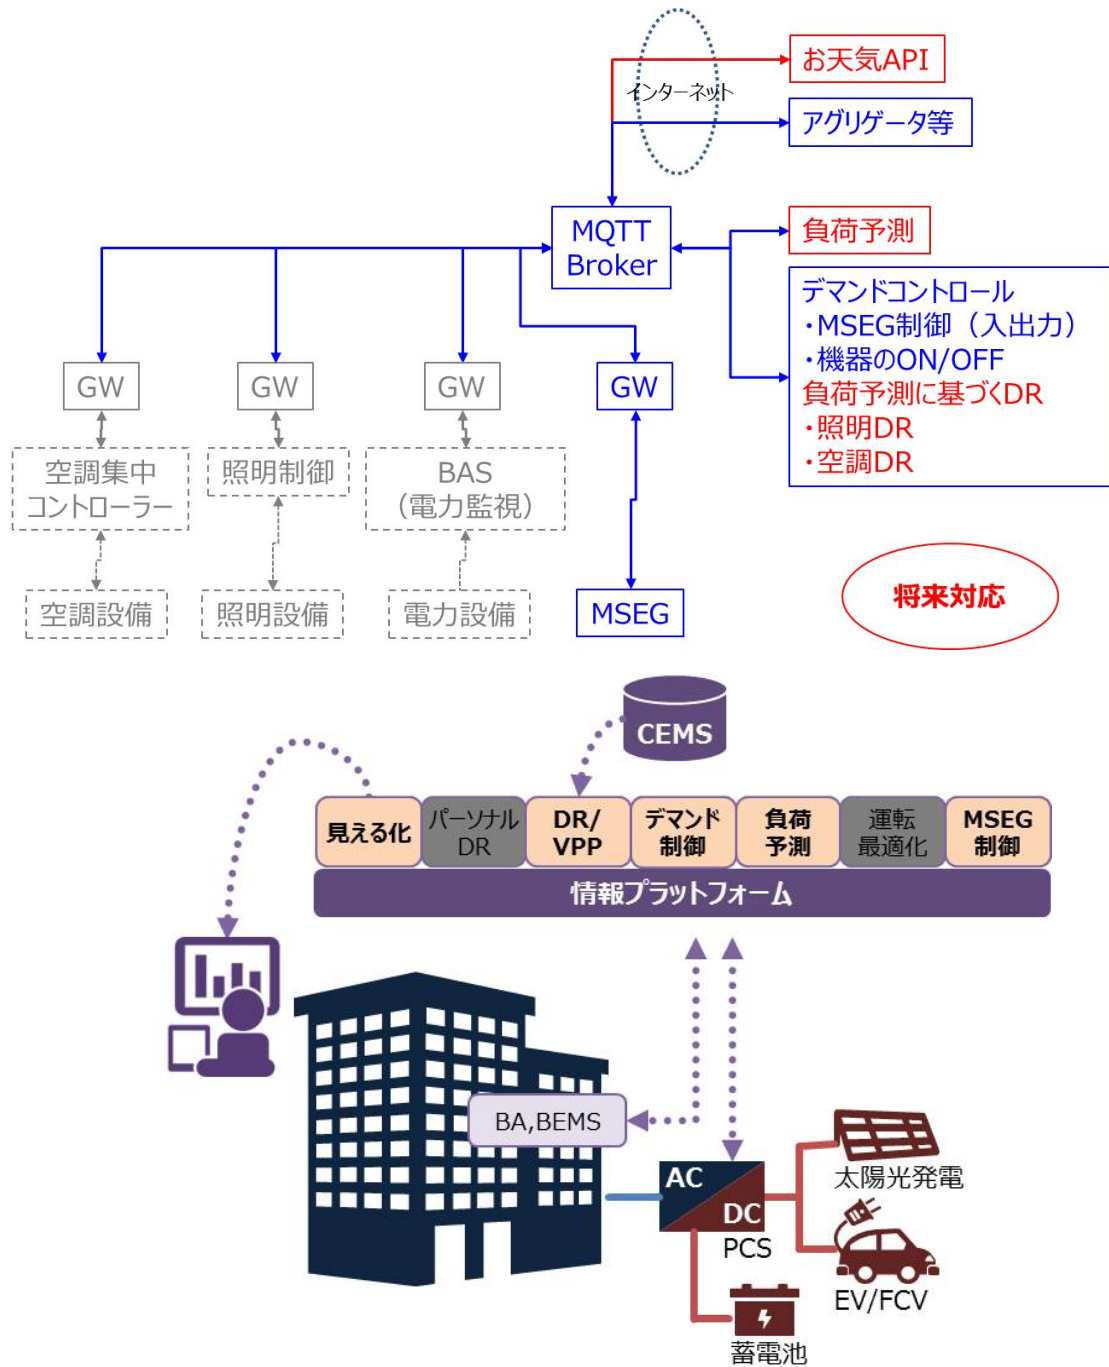 お天気API
インターネット
アグリゲータ等
MQTT
Broker
負荷予測
デマンドコントロール
・MSEG制御（入出力）
・機器のON/OFF
負荷予測に基づくDR
・照明DR
・空調DR
GW
GW
GW
GW
空調集中
コントローラー
照明制御
BAS
（電力監視）
空調設備
照明設備
電力設備
MSEG
将来対応
CEMS
見える化
パーソナル
DR
DR/
VPP
デマンド
制御
負荷
予測
運転
最適化
MSEG
制御
情報プラットフォーム
BA,BEMS
AC
DC
PCS
太陽光発電
EV/FCV
蓄電池